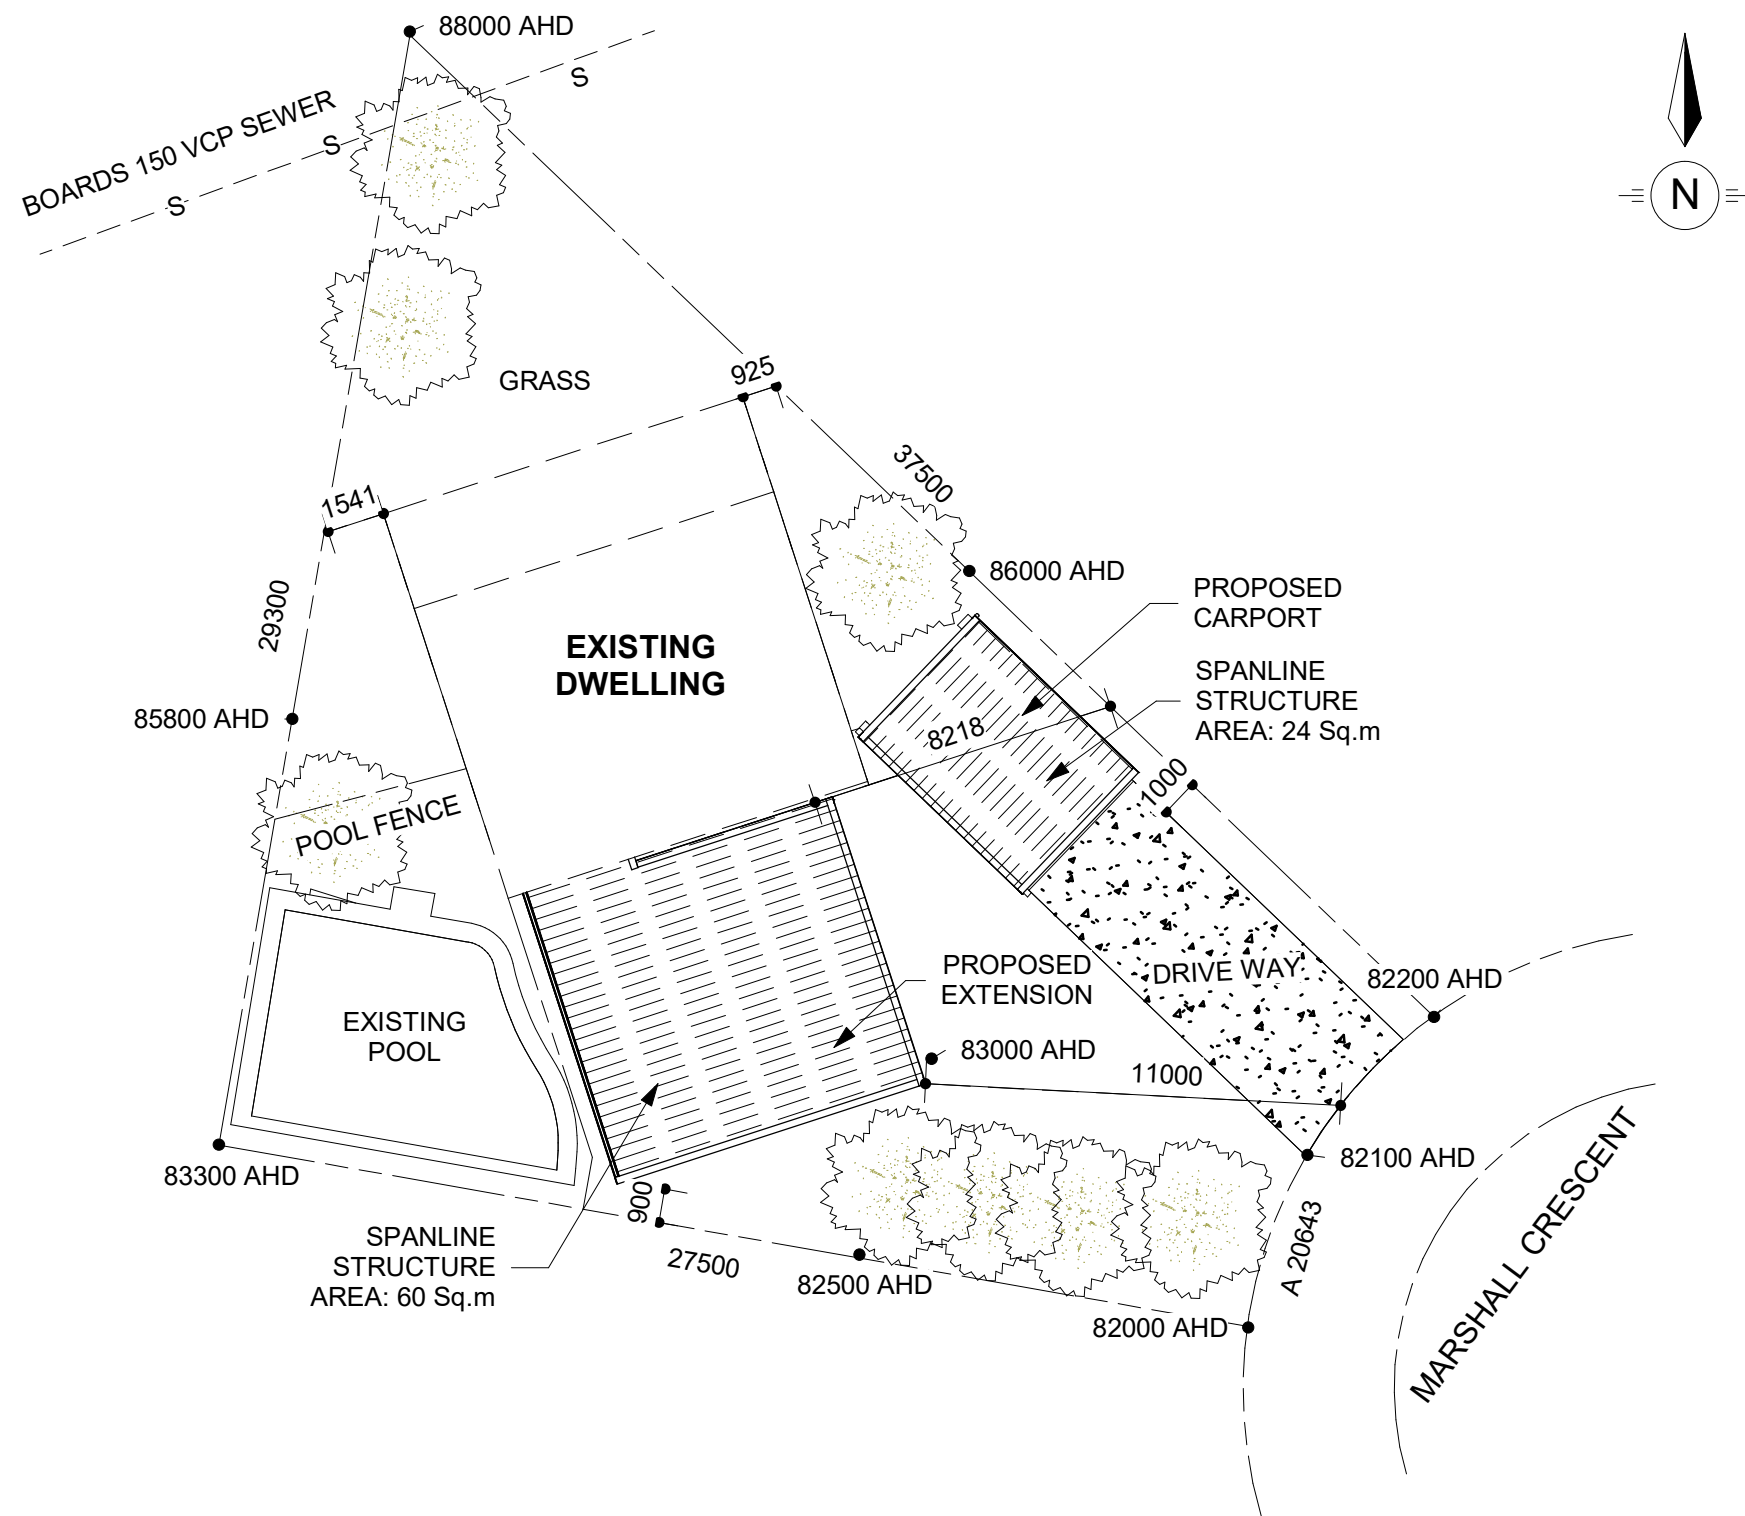 88000 AHD
BOARDS 150 VCP SEWER
S
S
S
N
GRASS
925
1541
37500
29300
86000 AHD
PROPOSED
CARPORT
EXISTING
DWELLING
SPANLINE
STRUCTURE
AREA: 24 Sq.m
85800 AHD
8218
1000
POOL FENCE
PROPOSED
EXTENSION
DRIVE WAY
82200 AHD
EXISTING
POOL
83000 AHD
11000
83300 AHD
82100 AHD
MARSHALL CRESCENT
900
A 20643
SPANLINE
STRUCTURE
AREA: 60 Sq.m
27500
82500 AHD
82000 AHD